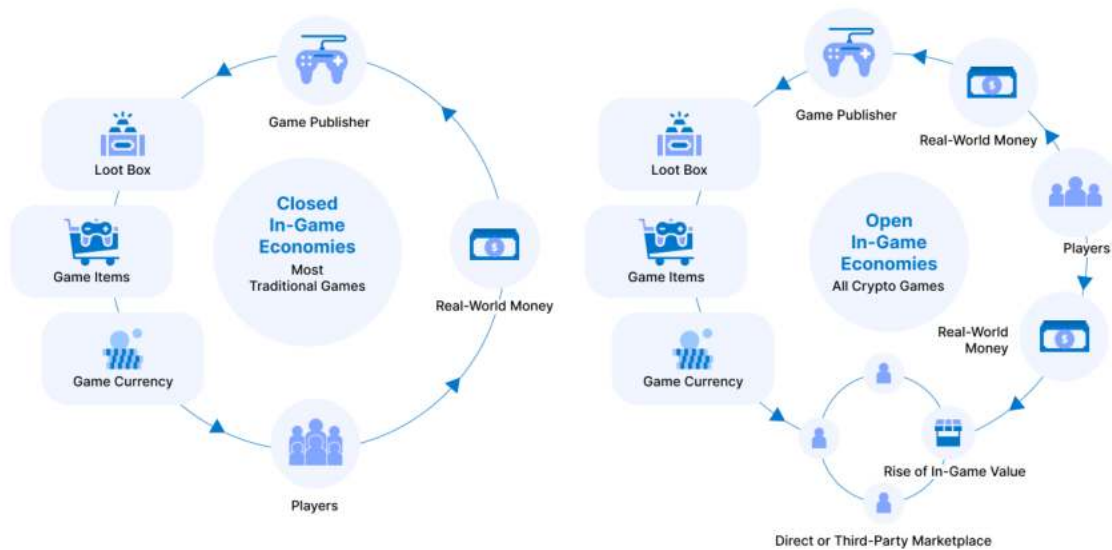 Game Publisher
Loot Box
Closed
In-Game
Economies
Most
Traditional Games
Game Items
Real-World Money
Game Currency
Players
Game Publisher
Real-World Money
Loot Box
Open
In-Game
Economies
All Crypto Games
Players
Game Items
Real-World
Money
Game Currency
Rise of In-Game Value
Direct or Third-Party Marketplace